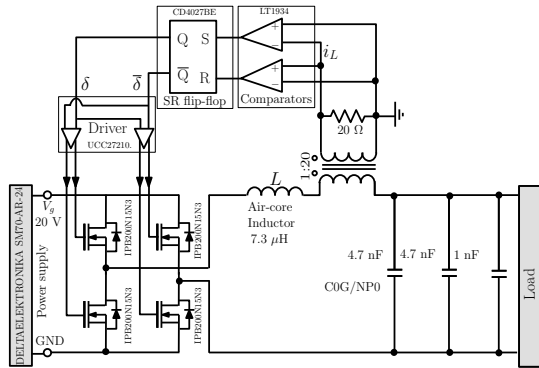 CD4027BE
LT1934
Q
S
Q
R
+
−
+
−
i_L
δ
δ
SR flip-flop
Comparators
Driver
UCC27210.
20 Ω
1:20
L
Air-core
Inductor
7.3 μH
DELTAELEKTRONIKA SM70-AR-24
Power supply
V_g
20 V
GND
IPB200N15N3
IPB200N15N3
IPB200N15N3
IPB200N15N3
4.7 nF
4.7 nF
1 nF
C0G/NP0
Load